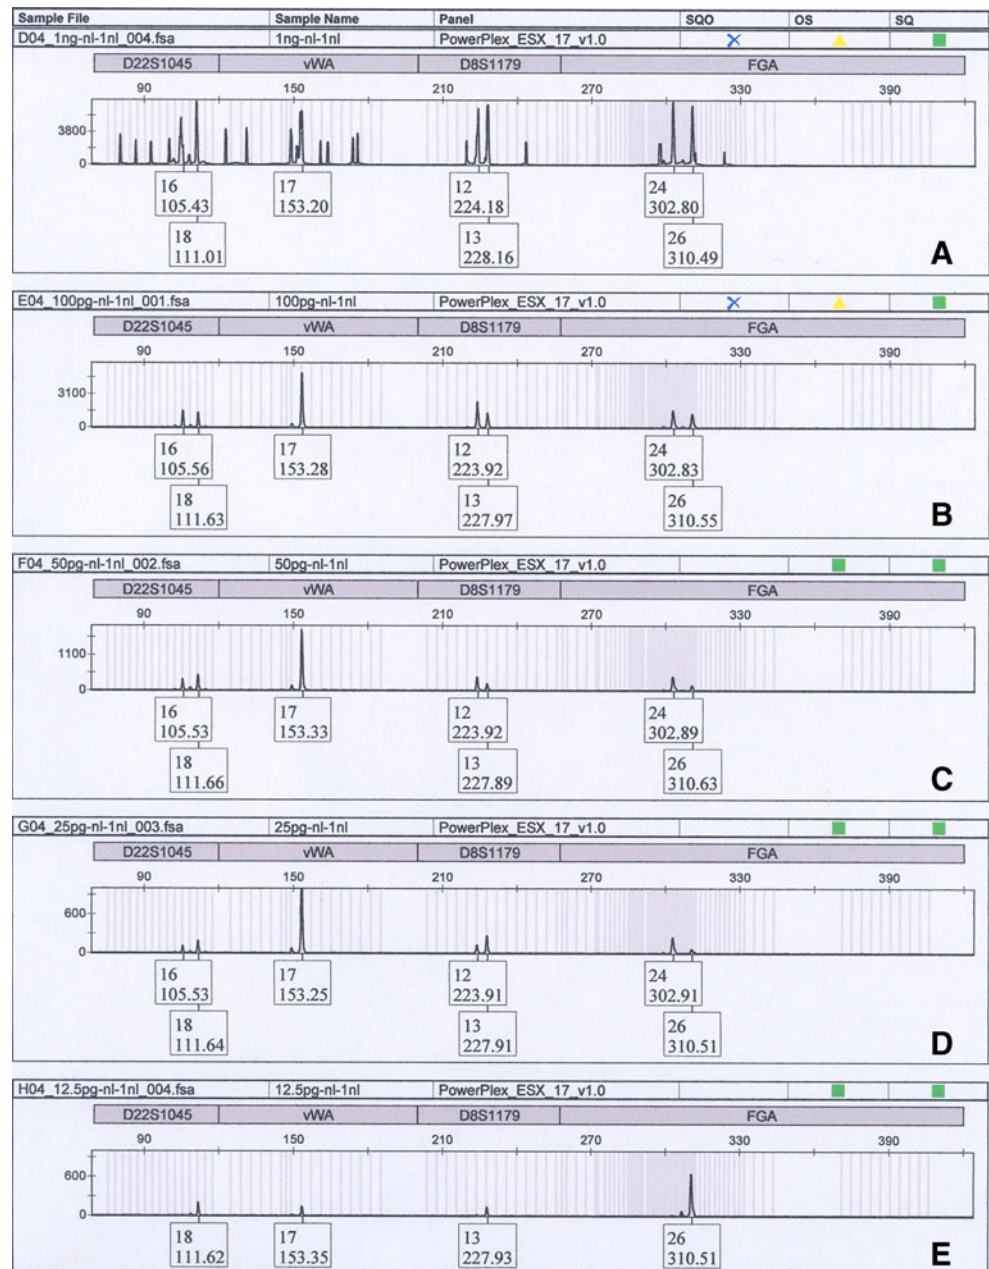 Sample File Sample Name Panel SQO OS SQ
D04_1ng-nl-1nl_004.fsa 1ng-nl-1nl PowerPlex_ESX_17_v1.0
D22S1045 vWA D8S1179 FGA
90 150 210 270 330 390
3800
0
16 17 12 24
105.43 153.20 224.18 302.80
18 13 26
111.01 228.16 310.49
A
E04_100pg-nl-1nl_001.fsa 100pg-nl-1nl PowerPlex_ESX_17_v1.0
D22S1045 vWA D8S1179 FGA
90 150 210 270 330 390
3100
0
16 17 12 24
105.56 153.28 223.92 302.83
18 13 26
111.63 227.97 310.55
B
F04_50pg-nl-1nl_002.fsa 50pg-nl-1nl PowerPlex_ESX_17_v1.0
D22S1045 vWA D8S1179 FGA
90 150 210 270 330 390
1100
0
16 17 12 24
105.53 153.33 223.92 302.89
18 13 26
111.66 227.89 310.63
C
G04_25pg-nl-1nl_003.fsa 25pg-nl-1nl PowerPlex_ESX_17_v1.0
D22S1045 vWA D8S1179 FGA
90 150 210 270 330 390
600
0
16 17 12 24
105.53 153.25 223.91 302.91
18 13 26
111.64 227.91 310.51
D
H04_12.5pg-nl-1nl_004.fsa 12.5pg-nl-1nl PowerPlex_ESX_17_v1.0
D22S1045 vWA D8S1179 FGA
90 150 210 270 330 390
600
0
18 17 13 26
111.62 153.35 227.93 310.51
E